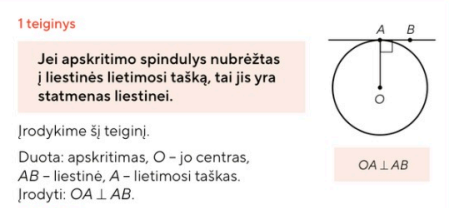 1 teiginys
Jei apskritimo spindulys nubrėžtas
į liestinės lietimosi tašką, tai jis yra
statmenas liestinei.
Įrodykime šį teiginį.
Duota: apskritimas, O – jo centras,
AB – liestinė, A – lietimosi taškas.
Įrodyti: OA ⊥ AB.
A B
O
OA ⊥ AB